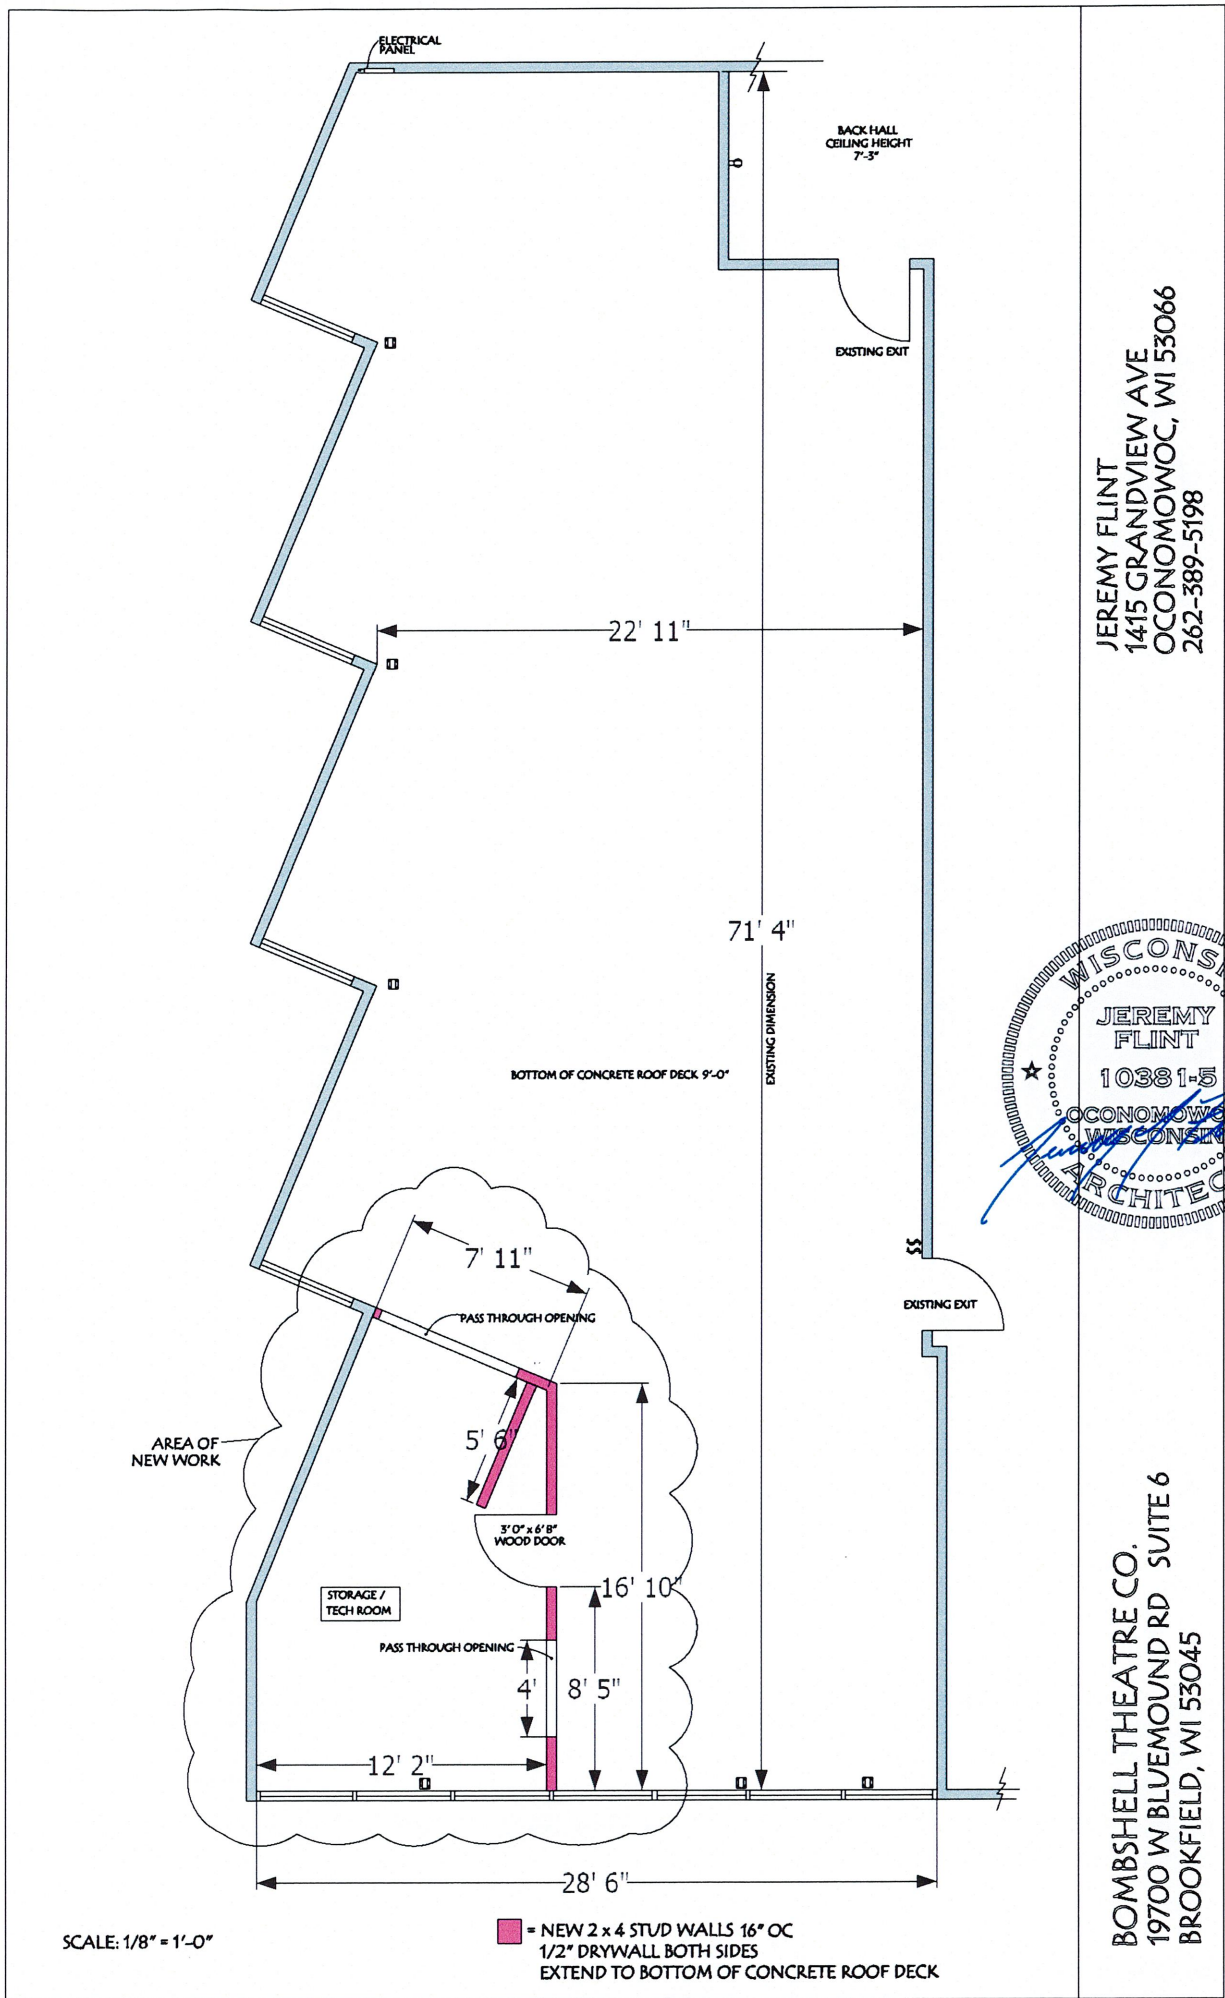 ELECTRICAL
PANEL
BACK HALL
CEILING HEIGHT
7'-3"
EXISTING EXIT
22' 11"
71' 4"
EXISTING DIMENSION
BOTTOM OF CONCRETE ROOF DECK 9'-0"
7' 11"
PASS THROUGH OPENING
EXISTING EXIT
AREA OF
NEW WORK
5' 6"
3'0" x 6'8"
WOOD DOOR
16' 10"
STORAGE /
TECH ROOM
PASS THROUGH OPENING
4'
8' 5"
12' 2"
28' 6"
SCALE: 1/8" = 1'-0"
= NEW 2 x 4 STUD WALLS 16" OC
1/2" DRYWALL BOTH SIDES
EXTEND TO BOTTOM OF CONCRETE ROOF DECK
JEREMY FLINT
1415 GRANDVIEW AVE
OCONOMOWOC, WI 53066
262-389-5198
WISCONSI
JEREMY
FLINT
10381-5
OCONOMOWO
WISCONSIN
ARCHITEC
BOMBSHELL THEATRE CO.
19700 W BLUEMOUND RD SUITE 6
BROOKFIELD, WI 53045